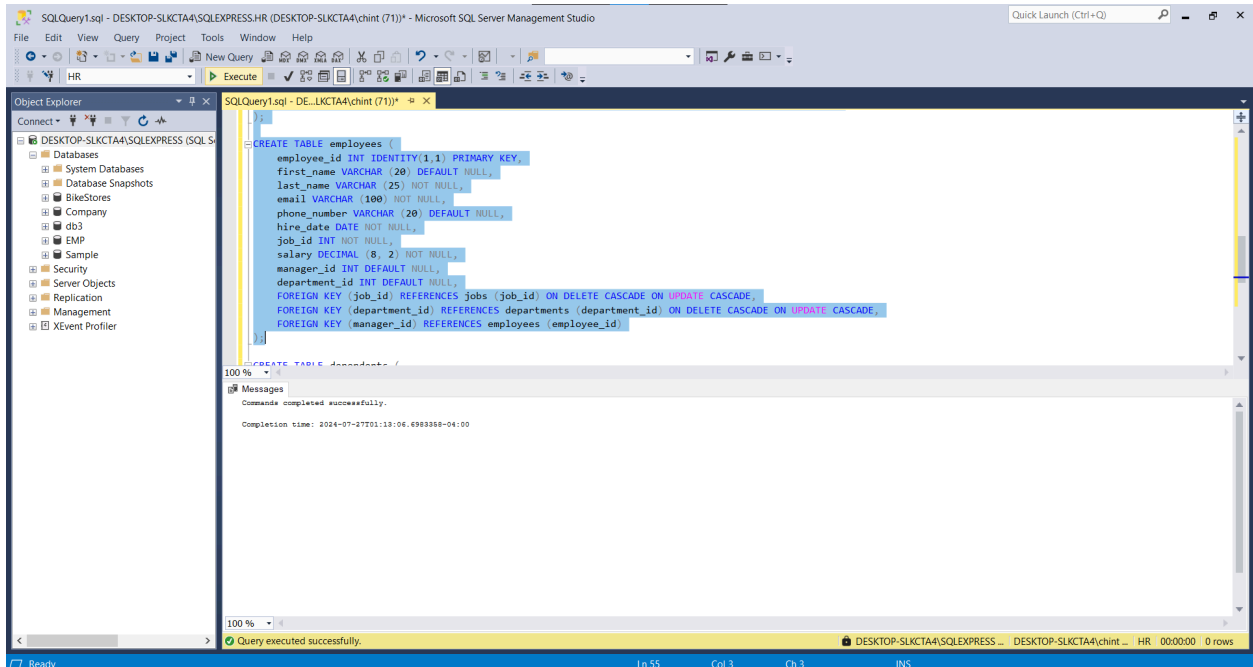 SQLQuery1.sql - DESKTOP-SLKCTA4\SQLEXPRESS.HR (DESKTOP-SLKCTA4\chint (71))* - Microsoft SQL Server Management Studio
Quick Launch (Ctrl+Q)
File Edit View Query Project Tools Window Help
New Query
HR
Execute
Object Explorer
SQLQuery1.sql - DE...LKCTA4\chint (71))*
Connect
DESKTOP-SLKCTA4\SQLEXPRESS (SQL S
Databases
System Databases
Database Snapshots
BikeStores
Company
db3
EMP
Sample
Security
Server Objects
Replication
Management
XEvent Profiler
);
CREATE TABLE employees (
employee_id INT IDENTITY(1,1) PRIMARY KEY,
first_name VARCHAR (20) DEFAULT NULL,
last_name VARCHAR (25) NOT NULL,
email VARCHAR (100) NOT NULL,
phone_number VARCHAR (20) DEFAULT NULL,
hire_date DATE NOT NULL,
job_id INT NOT NULL,
salary DECIMAL (8, 2) NOT NULL,
manager_id INT DEFAULT NULL,
department_id INT DEFAULT NULL,
FOREIGN KEY (job_id) REFERENCES jobs (job_id) ON DELETE CASCADE ON UPDATE CASCADE,
FOREIGN KEY (department_id) REFERENCES departments (department_id) ON DELETE CASCADE ON UPDATE CASCADE,
FOREIGN KEY (manager_id) REFERENCES employees (employee_id)
);
CREATE TABLE dependents (
100 %
Messages
Commands completed successfully.
Completion time: 2024-07-27T01:13:06.6983358-04:00
100 %
Query executed successfully.
DESKTOP-SLKCTA4\SQLEXPRESS ... DESKTOP-SLKCTA4\chint ... HR 00:00:00 0 rows
Ready
Ln 55 Col 3 Ch 3 INS